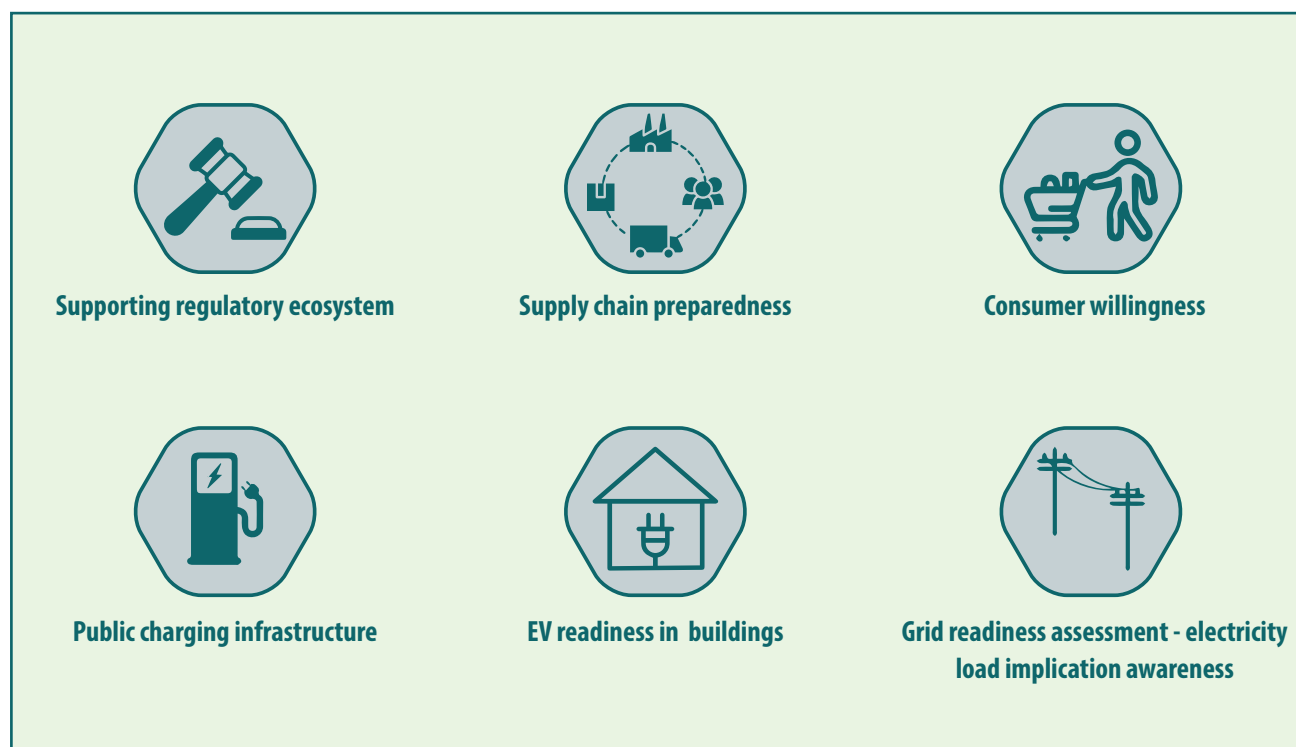 Supporting regulatory ecosystem
Supply chain preparedness
Consumer willingness
Public charging infrastructure
EV readiness in buildings
Grid readiness assessment - electricity
load implication awareness